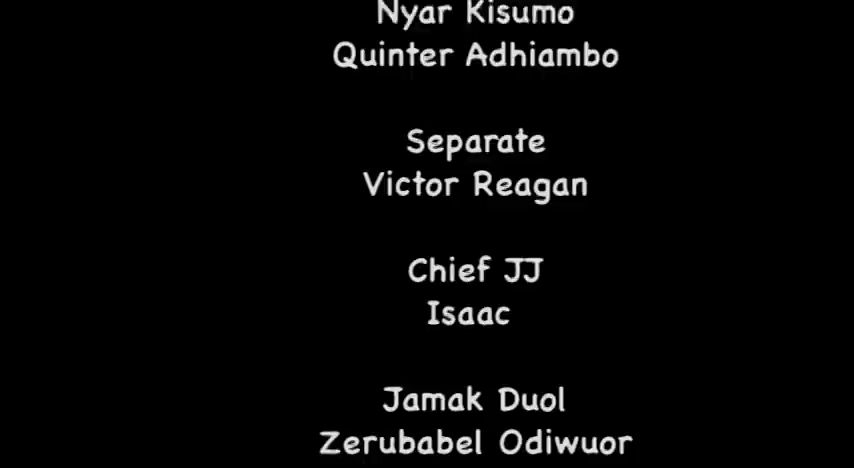 Nyar Kisumo
Quinter Adhiambo
Separate
Victor Reagan
Chief JJ
Isaac
Jamak Duol
Zerubabel Odiwuor